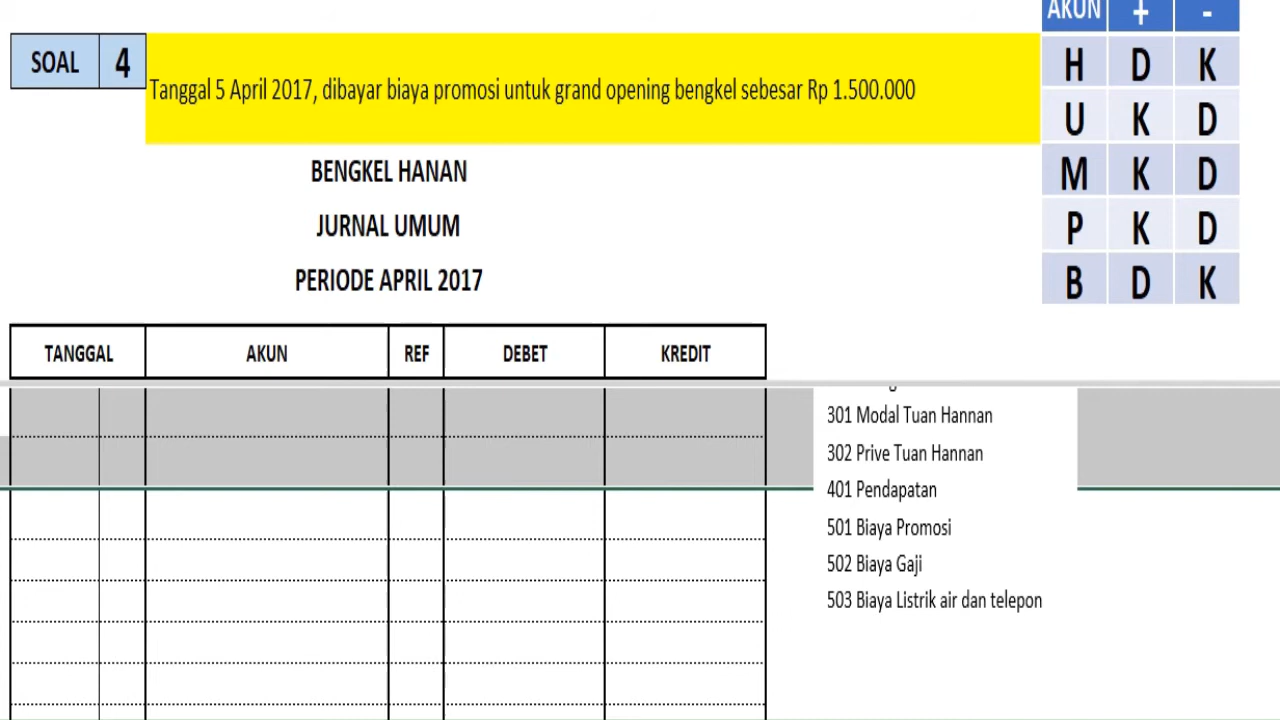 AKUN + -
SOAL 4
Tanggal 5 April 2017, dibayar biaya promosi untuk grand opening bengkel sebesar Rp 1.500.000
H D K
U K D
M K D
P K D
B D K
BENGKEL HANAN
JURNAL UMUM
PERIODE APRIL 2017
TANGGAL AKUN REF DEBET KREDIT
301 Modal Tuan Hannan
302 Prive Tuan Hannan
401 Pendapatan
501 Biaya Promosi
502 Biaya Gaji
503 Biaya Listrik air dan telepon